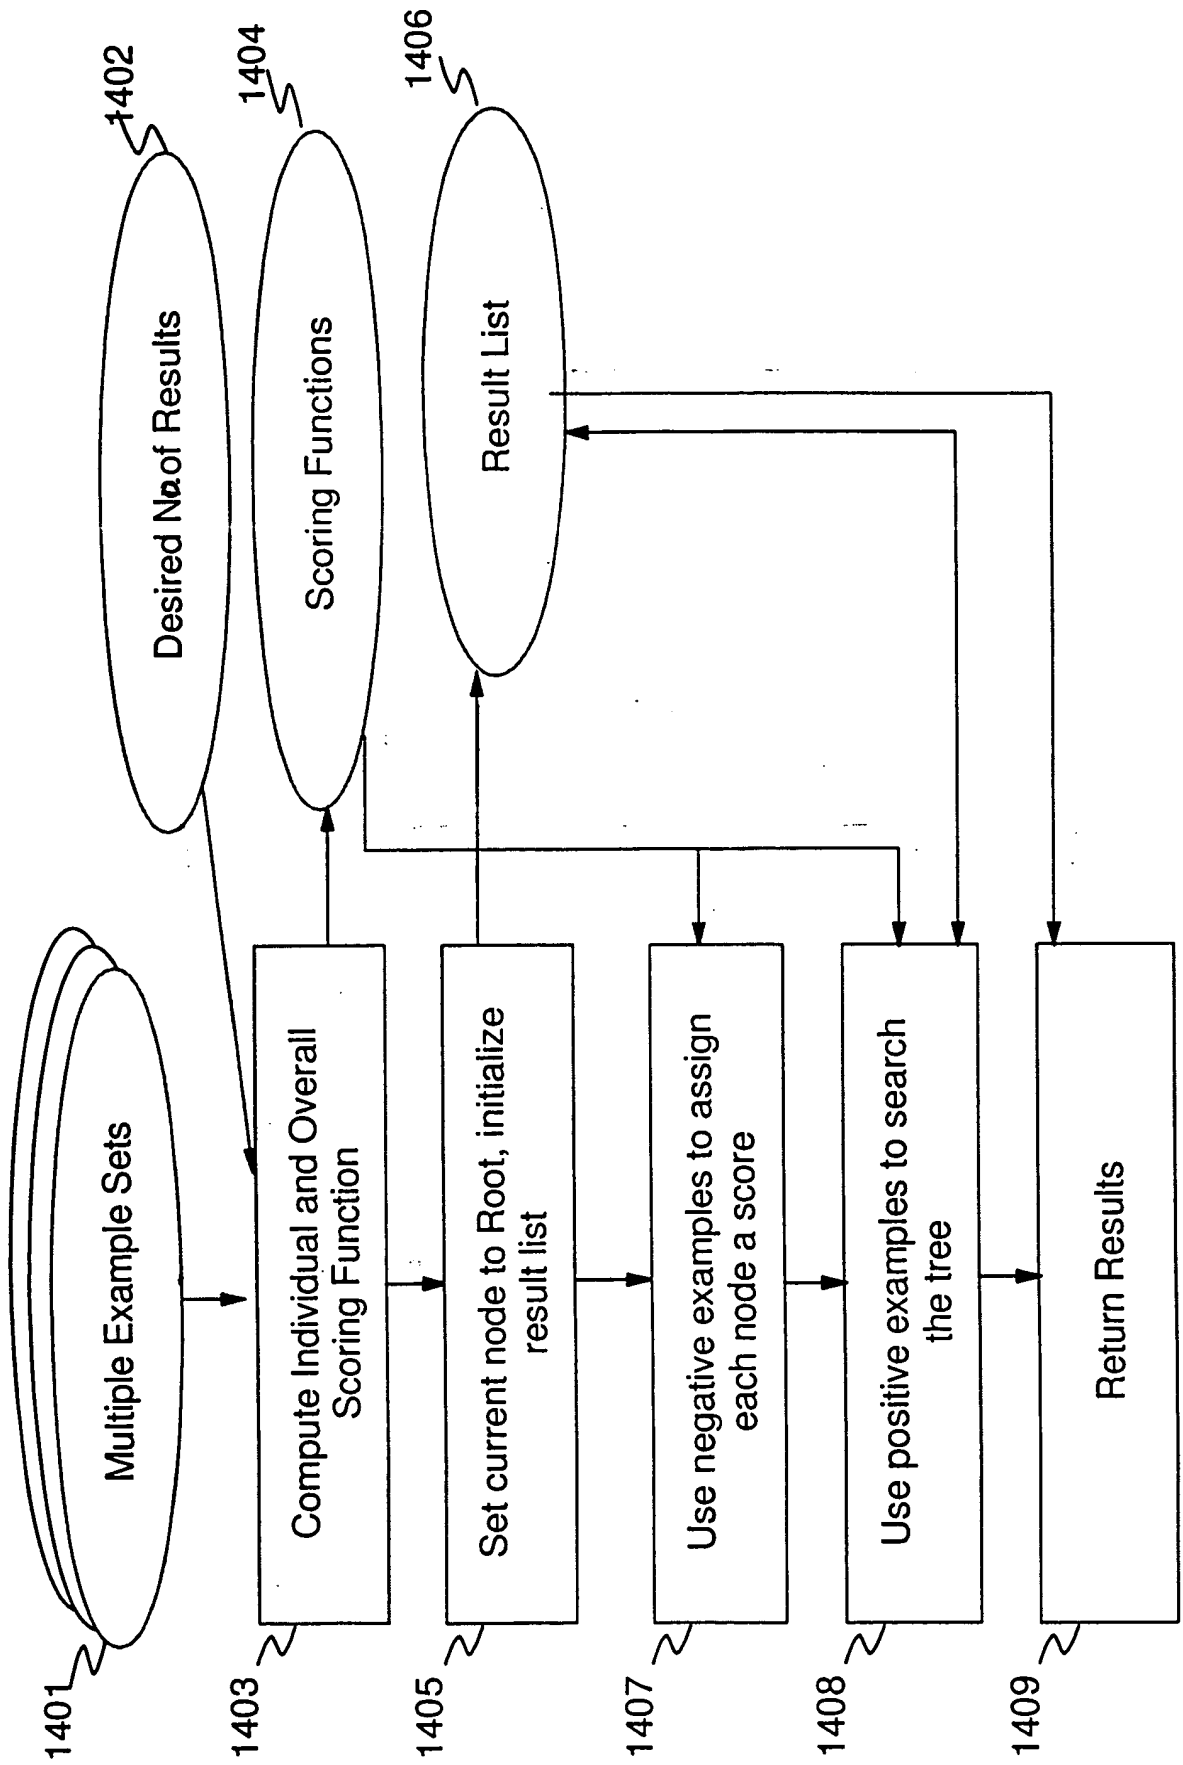 1401
Multiple Example Sets
1402
Desired No. of Results
1403
Compute Individual and Overall
Scoring Function
1404
Scoring Functions
1405
Set current node to Root, initialize
result list
1406
Result List
1407
Use negative examples to assign
each node a score
1408
Use positive examples to search
the tree
1409
Return Results